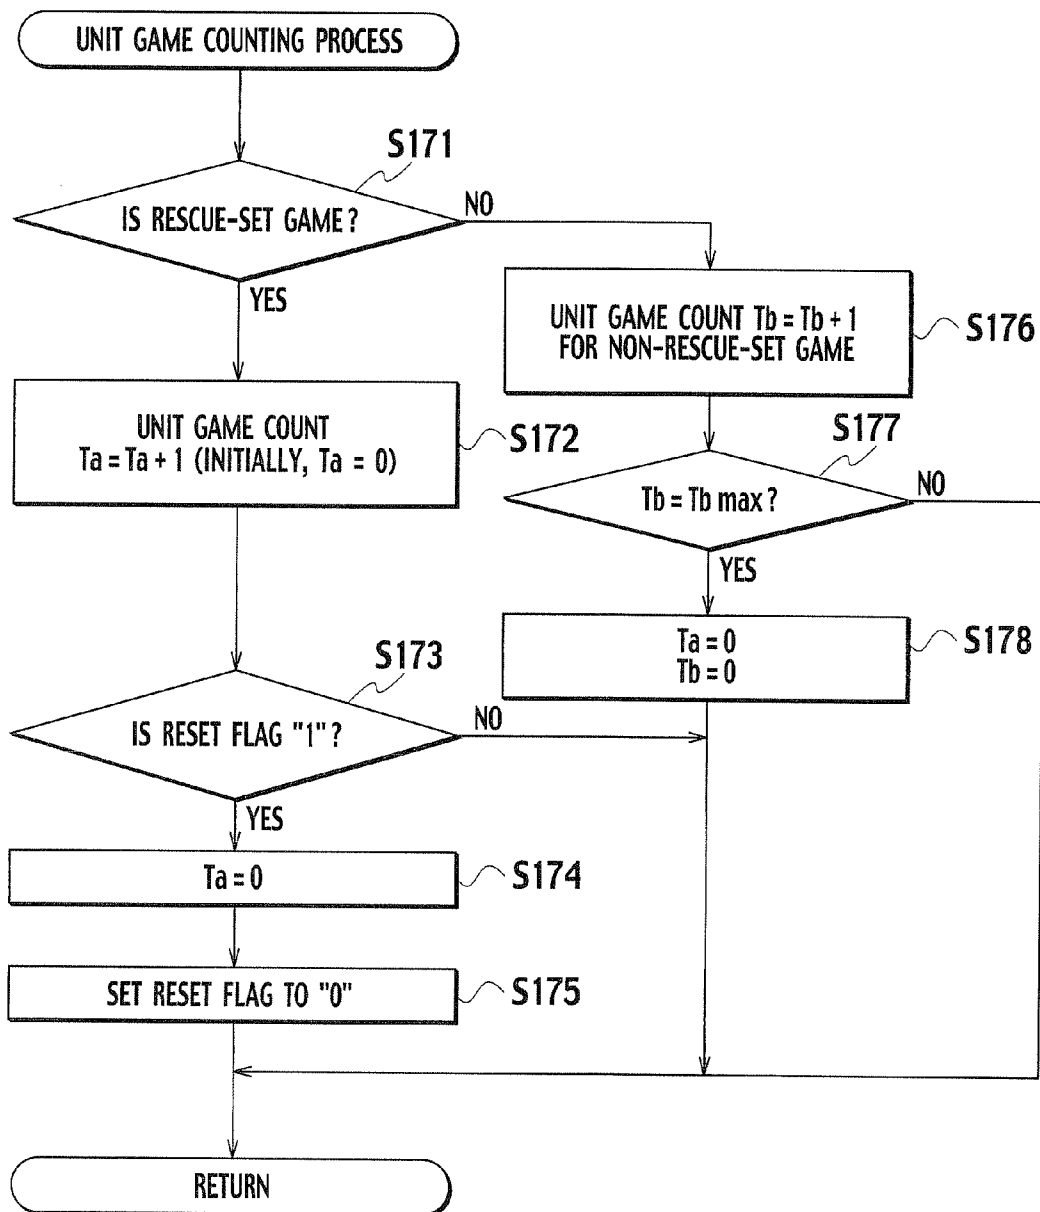 UNIT GAME COUNTING PROCESS
S171
IS RESCUE-SET GAME?
NO
YES
UNIT GAME COUNT Tb = Tb + 1
FOR NON-RESCUE-SET GAME
S176
UNIT GAME COUNT
Ta = Ta + 1 (INITIALLY, Ta = 0)
S172
S177
Tb = Tb max?
NO
YES
Ta = 0
Tb = 0
S178
S173
IS RESET FLAG "1"?
NO
YES
Ta = 0
S174
SET RESET FLAG TO "0"
S175
RETURN